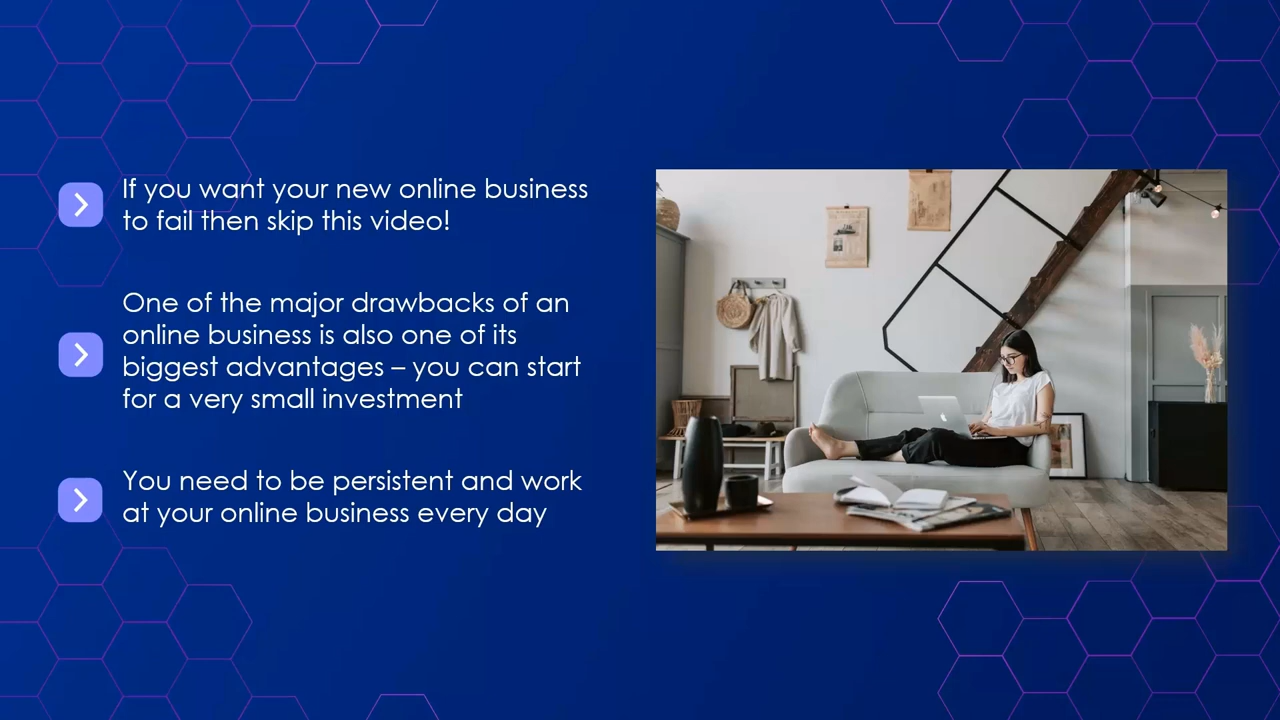 If you want your new online business
to fail then skip this video!
One of the major drawbacks of an
online business is also one of its
biggest advantages – you can start
for a very small investment
You need to be persistent and work
at your online business every day